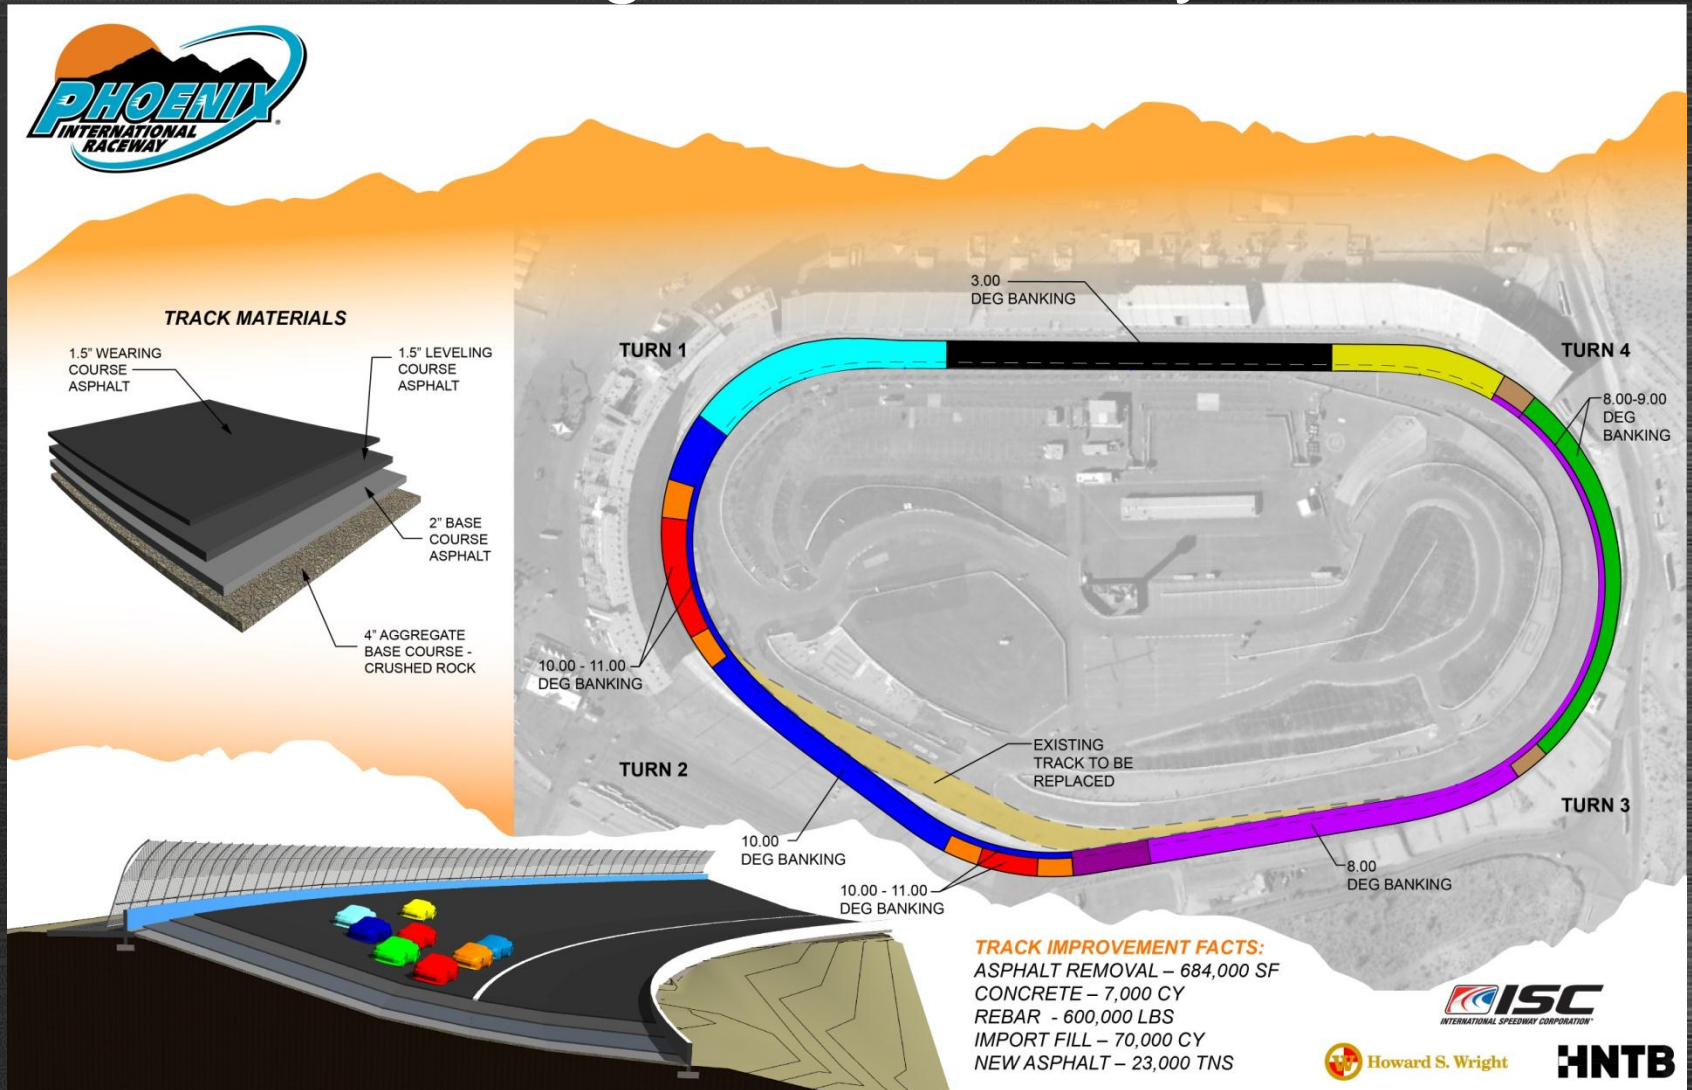 PHOENIX
INTERNATIONAL
RACEWAY
TRACK MATERIALS
1.5" WEARING
COURSE
ASPHALT
1.5" LEVELING
COURSE
ASPHALT
2" BASE
COURSE
ASPHALT
4" AGGREGATE
BASE COURSE -
CRUSHED ROCK
3.00
DEG BANKING
TURN 1
TURN 4
8.00-9.00
DEG
BANKING
10.00 - 11.00
DEG BANKING
TURN 2
EXISTING
TRACK TO BE
REPLACED
TURN 3
10.00
DEG BANKING
10.00 - 11.00
DEG BANKING
8.00
DEG BANKING
TRACK IMPROVEMENT FACTS:
ASPHALT REMOVAL – 684,000 SF
CONCRETE – 7,000 CY
REBAR - 600,000 LBS
IMPORT FILL – 70,000 CY
NEW ASPHALT – 23,000 TNS
ISC
INTERNATIONAL SPEEDWAY CORPORATION
W Howard S. Wright
HNTB